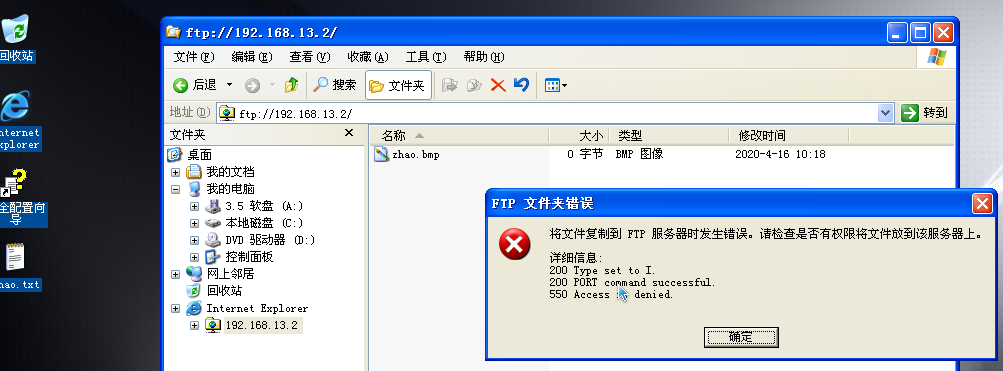 回收站
Internet
Explorer
全配置向
导
hao.txt
ftp://192.168.13.2/
文件(F) 编辑(E) 查看(V) 收藏(A) 工具(T) 帮助(H)
后退 搜索 文件夹
地址(D) ftp://192.168.13.2/ 转到
文件夹
名称 大小 类型 修改时间
zhao.bmp 0 字节 BMP 图像 2020-4-16 10:18
桌面
我的文档
我的电脑
3.5 软盘 (A:)
本地磁盘 (C:)
DVD 驱动器 (D:)
控制面板
网上邻居
回收站
Internet Explorer
192.168.13.2
FTP 文件夹错误
将文件复制到 FTP 服务器时发生错误。请检查是否有权限将文件放到该服务器上。
详细信息:
200 Type set to I.
200 PORT command successful.
550 Access is denied.
确定